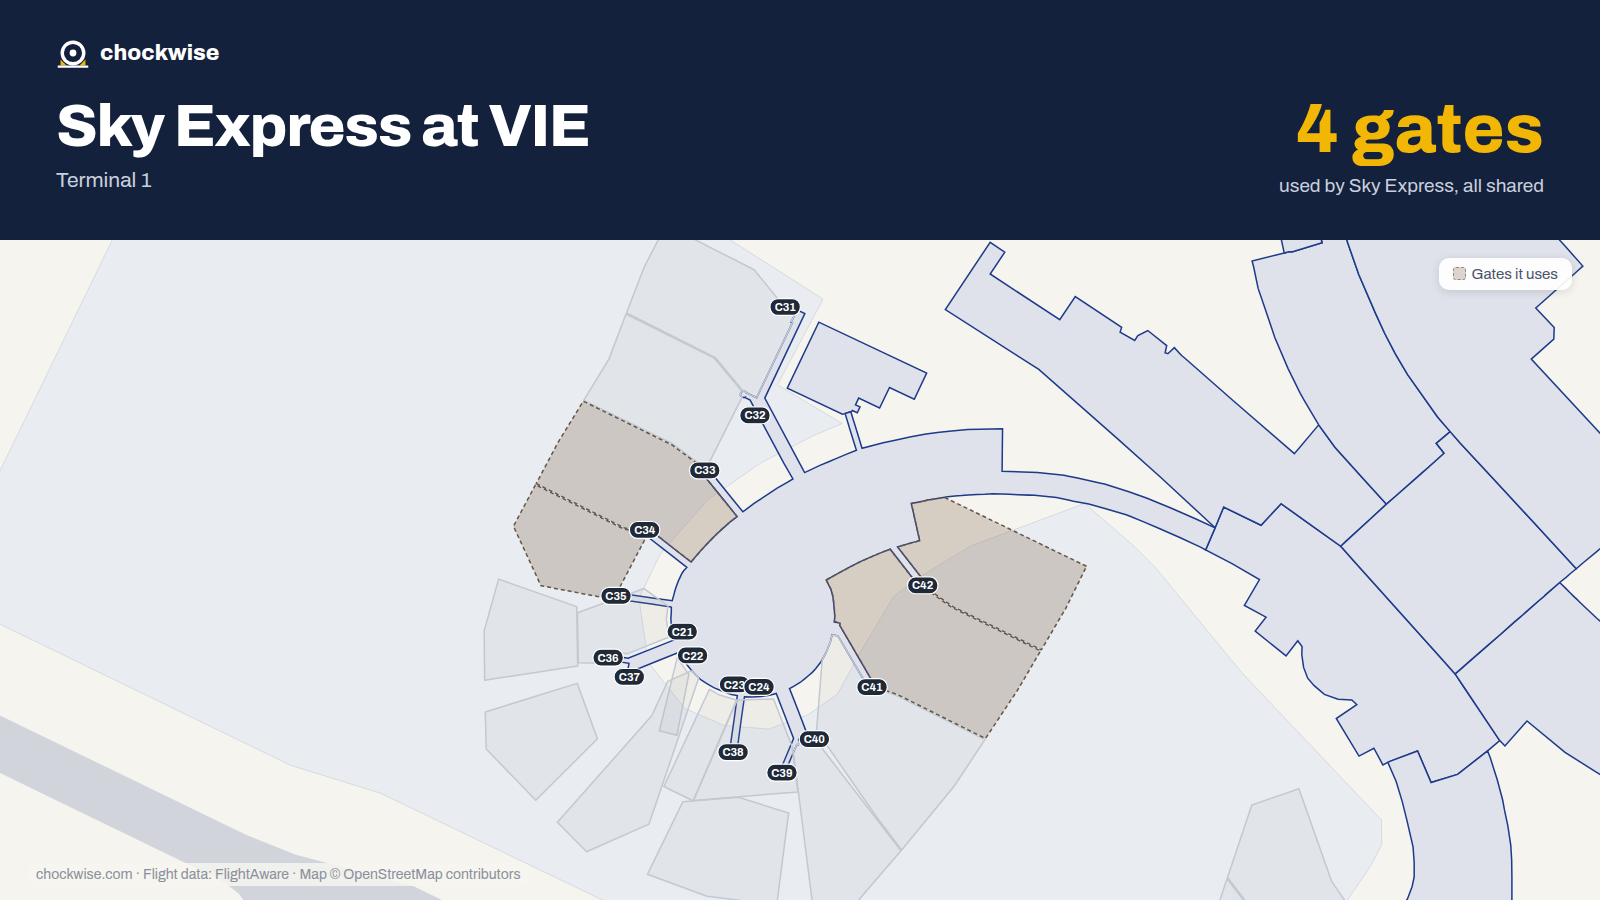 chockwise
Sky Express at VIE
Terminal 1
4 gates
used by Sky Express, all shared
Gates it uses
C31
C32
C33
C34
C35
C21
C22
C36
C37
C23
C24
C38
C39
C40
C41
C42
chockwise.com · Flight data: FlightAware · Map © OpenStreetMap contributors